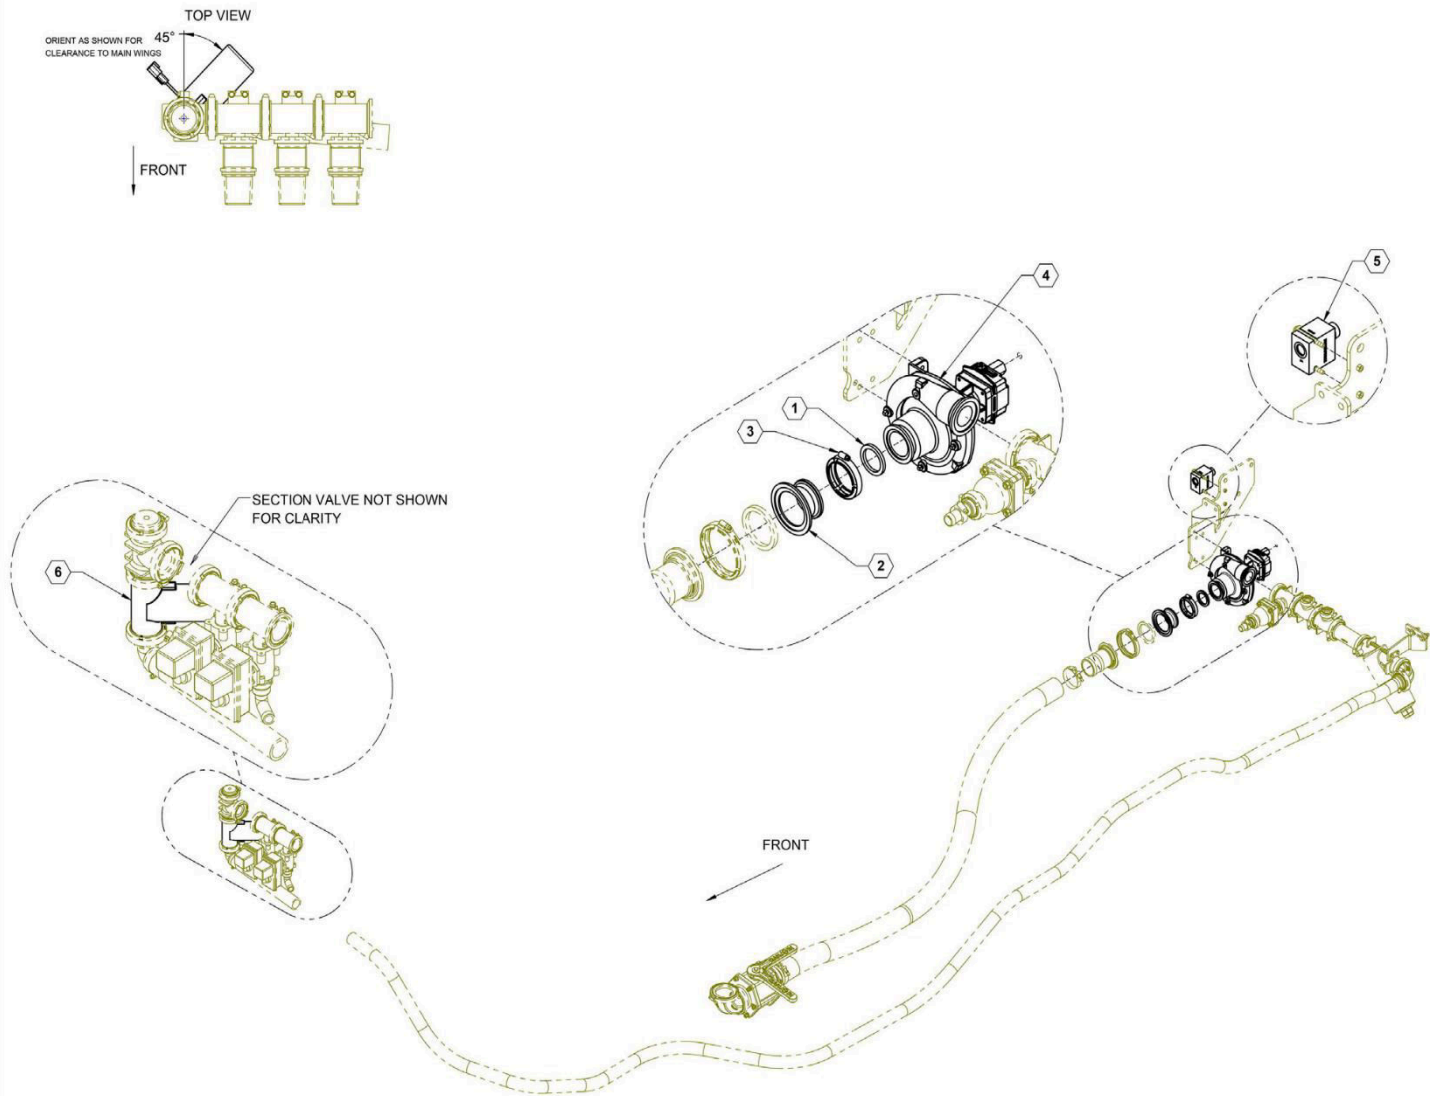 TOP VIEW
ORIENT AS SHOWN FOR
CLEARANCE TO MAIN WINGS
45°
FRONT
4
5
1
3
2
SECTION VALVE NOT SHOWN
FOR CLARITY
6
FRONT